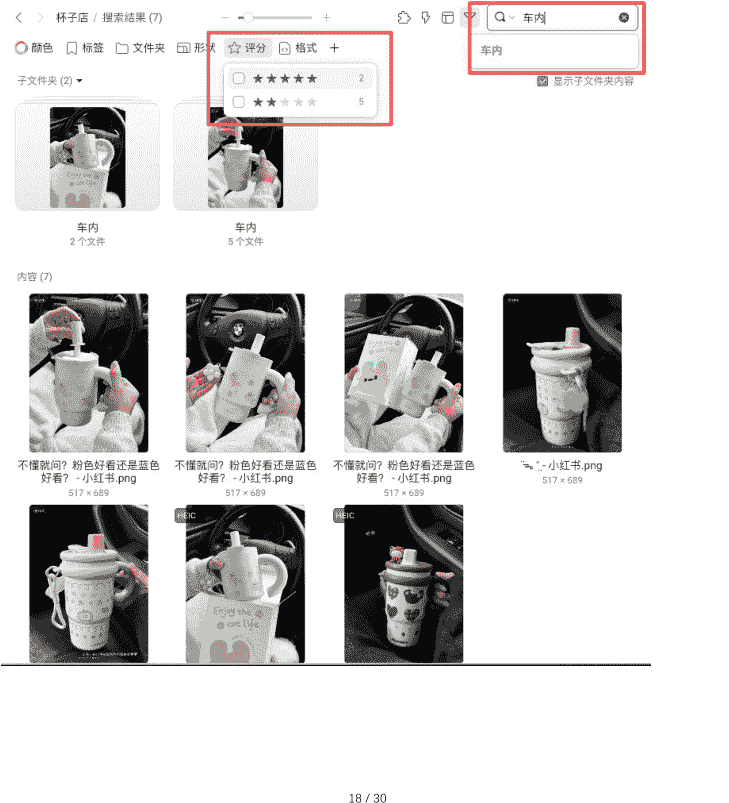 杯子店 / 搜索结果 (7)
车内
颜色 标签 文件夹 形状 评分 格式
车内
子文件夹 (2)
★★★★★ 2
★★★★★ 5
显示子文件夹内容
车内
2 个文件
车内
5 个文件
内容 (7)
不懂就问？粉色好看还是蓝色
好看？ - 小红书.png
517 × 689
不懂就问？粉色好看还是蓝色
好看？ - 小红书.png
517 × 689
不懂就问？粉色好看还是蓝色
好看？ - 小红书.png
517 × 689
- 小红书.png
517 × 689
HEIC
Enjoy the
cat life
HEIC
18 / 30